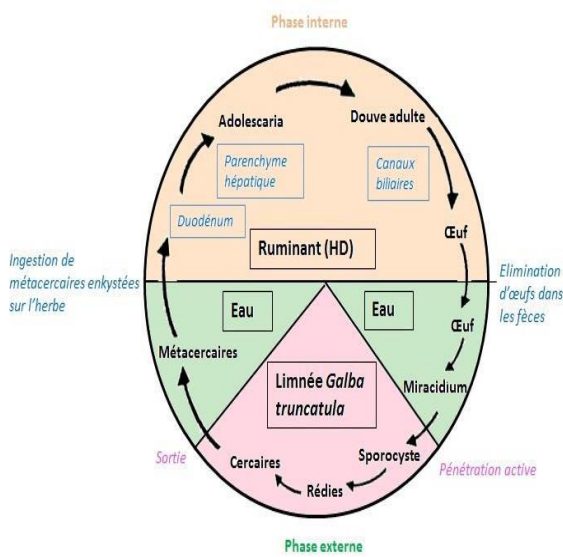 Phase interne
Adolescaria
Douve adulte
Parenchyme
hépatique
Canaux
biliaires
Duodénum
Œuf
Ruminant (HD)
Ingestion de
métacercaires enkystées
sur l'herbe
Elimination
d'œufs dans
les fèces
Eau
Eau
Œuf
Métacercaires
Miracidium
Limnée Galba
truncatula
Sortie
Cercaires
Sporocyste
Pénétration active
Rédies
Phase externe